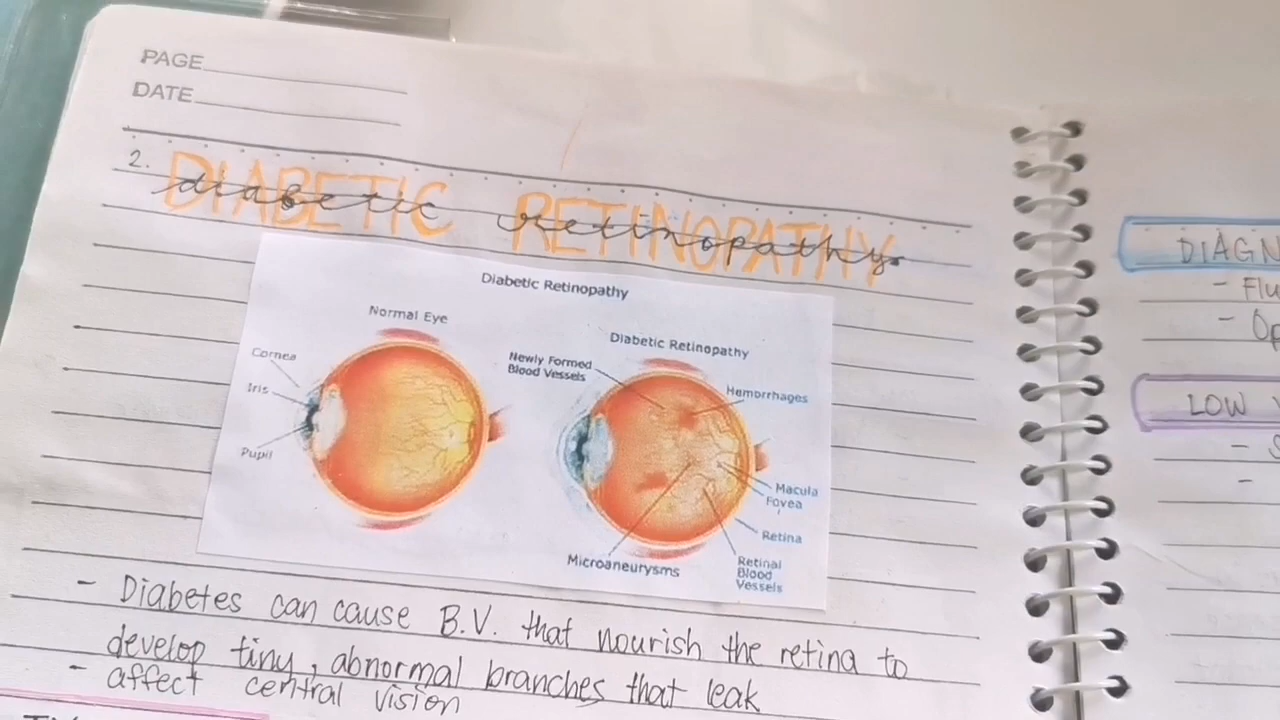 PAGE
DATE
2. DIABETIC RETINOPATHY
diabetic retinopathy.
Diabetic Retinopathy
Normal Eye
Cornea
Iris
Pupil
Diabetic Retinopathy
Newly Formed
Blood Vessels
Hemorrhages
Macula
Fovea
Retina
Retinal
Blood
Vessels
Microaneurysms
- Diabetes can cause B.V. that nourish the retina to
develop tiny, abnormal branches that leak
- affect central vision
DIAGN
- Flu
- Op
LOW
- S
-